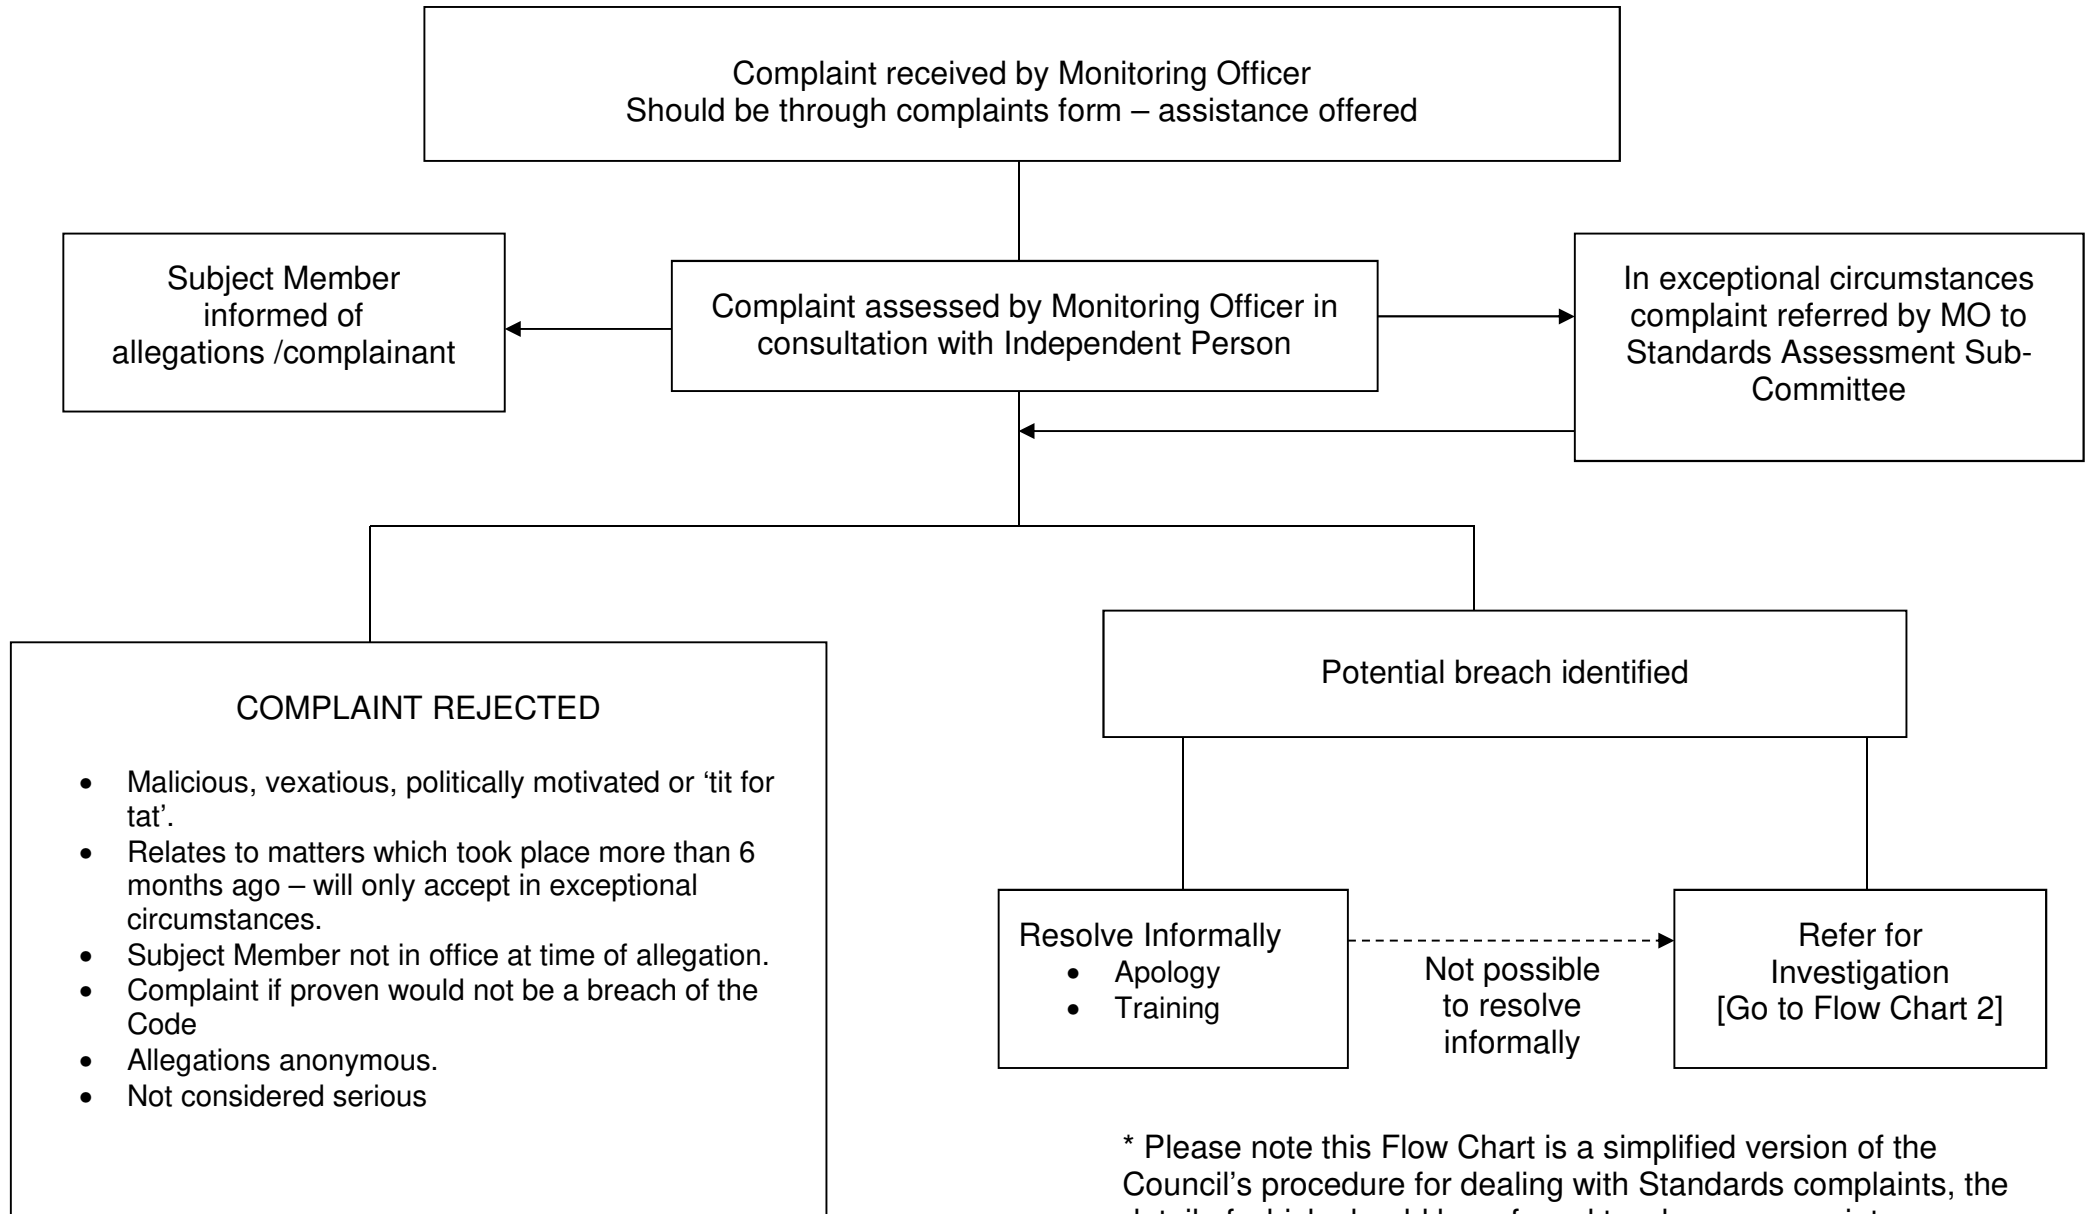 Complaint received by Monitoring Officer
Should be through complaints form – assistance offered
Subject Member
informed of
allegations /complainant
Complaint assessed by Monitoring Officer in
consultation with Independent Person
In exceptional circumstances
complaint referred by MO to
Standards Assessment Sub-
Committee
COMPLAINT REJECTED
• Malicious, vexatious, politically motivated or ‘tit for
tat’.
• Relates to matters which took place more than 6
months ago – will only accept in exceptional
circumstances.
• Subject Member not in office at time of allegation.
• Complaint if proven would not be a breach of the
Code
• Allegations anonymous.
• Not considered serious
Potential breach identified
Resolve Informally
• Apology
• Training
Not possible
to resolve
informally
Refer for
Investigation
[Go to Flow Chart 2]
* Please note this Flow Chart is a simplified version of the
Council’s procedure for dealing with Standards complaints, the